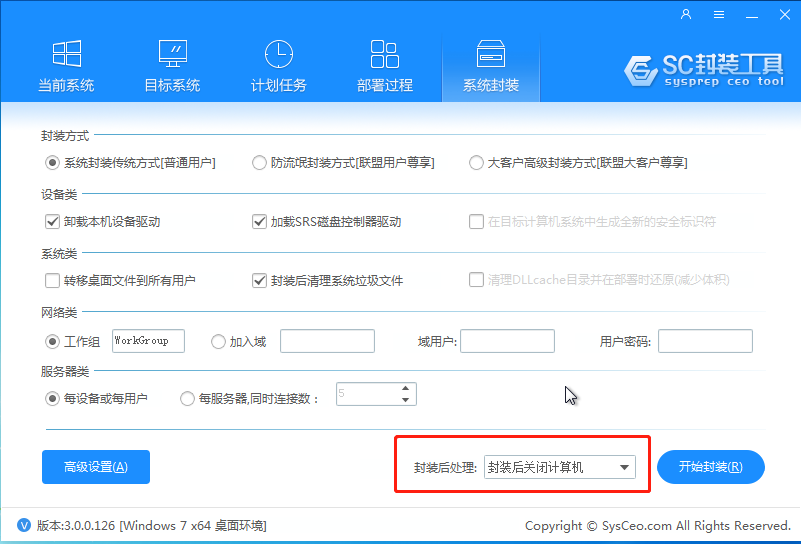 当前系统 目标系统 计划任务 部署过程 系统封装
SC封装工具
sysprep ceo tool
封装方式
系统封装传统方式[普通用户] 防流氓封装方式[联盟用户尊享] 大客户高级封装方式[联盟大客户尊享]
设备类
卸载本机设备驱动 加载SRS磁盘控制器驱动 在目标计算机系统中生成全新的安全标识符
系统类
转移桌面文件到所有用户 封装后清理系统垃圾文件 清理DLLcache目录并在部署时还原(减少体积)
网络类
工作组 WorkGroup 加入域 域用户: 用户密码:
服务器类
每设备或每用户 每服务器,同时连接数： 5
高级设置(A) 封装后处理: 封装后关闭计算机 开始封装(R)
V 版本:3.0.0.126 [Windows 7 x64 桌面环境] Copyright © SysCeo.com All Rights Reserved.